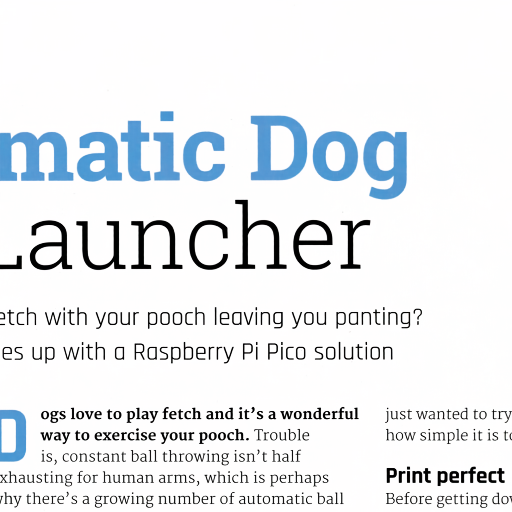 matic Dog
Launcher
etch with your pooch leaving you panting?
es up with a Raspberry Pi Pico solution
Dogs love to play fetch and it's a wonderful
way to exercise your pooch. Trouble
is, constant ball throwing isn't half
xhausting for human arms, which is perhaps
why there's a growing number of automatic ball
just wanted to try
how simple it is to
Print perfect
Before getting dow